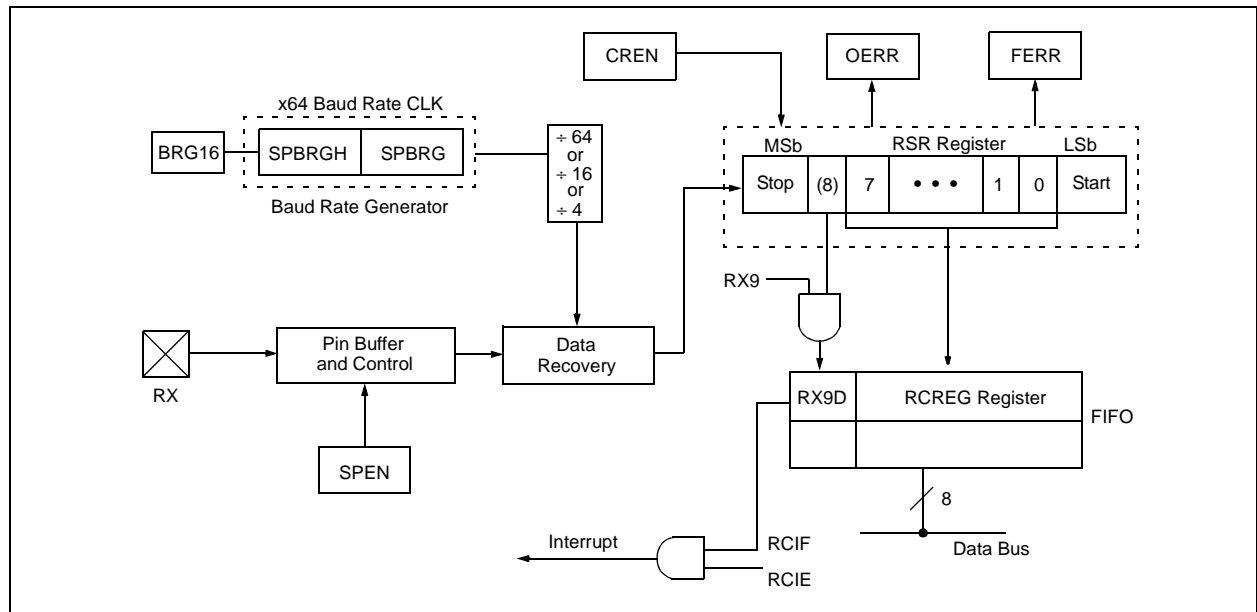 CREN
OERR
FERR
x64 Baud Rate CLK
BRG16
SPBRGH
SPBRG
Baud Rate Generator
÷ 64
or
÷ 16
or
÷ 4
MSb
RSR Register
LSb
Stop
(8)
7
• • •
1
0
Start
RX9
RX
Pin Buffer
and Control
Data
Recovery
SPEN
RX9D
RCREG Register
FIFO
8
Data Bus
Interrupt
RCIF
RCIE